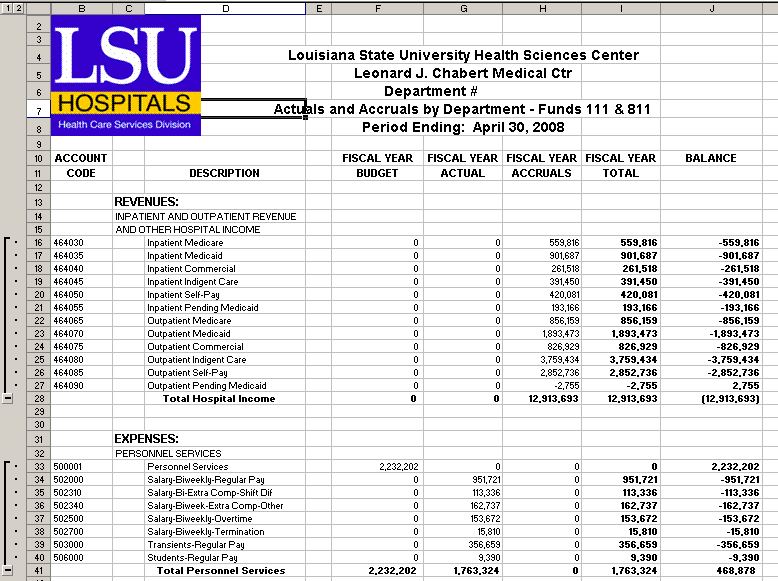 1 2 B C D E F G H I J
2
3
LSU
HOSPITALS
Health Care Services Division
4 Louisiana State University Health Sciences Center
5 Leonard J. Chabert Medical Ctr
6 Department #
7 Actuals and Accruals by Department - Funds 111 & 811
8 Period Ending: April 30, 2008
9
10 ACCOUNT FISCAL YEAR FISCAL YEAR FISCAL YEAR FISCAL YEAR BALANCE
11 CODE DESCRIPTION BUDGET ACTUAL ACCRUALS TOTAL
12
13 REVENUES:
14 INPATIENT AND OUTPATIENT REVENUE
15 AND OTHER HOSPITAL INCOME
16 464030 Inpatient Medicare 0 0 559,816 559,816 -559,816
17 464035 Inpatient Medicaid 0 0 901,687 901,687 -901,687
18 464040 Inpatient Commercial 0 0 261,518 261,518 -261,518
19 464045 Inpatient Indigent Care 0 0 391,450 391,450 -391,450
20 464050 Inpatient Self-Pay 0 0 420,081 420,081 -420,081
21 464055 Inpatient Pending Medicaid 0 0 193,166 193,166 -193,166
22 464065 Outpatient Medicare 0 0 856,159 856,159 -856,159
23 464070 Outpatient Medicaid 0 0 1,893,473 1,893,473 -1,893,473
24 464075 Outpatient Commercial 0 0 826,929 826,929 -826,929
25 464080 Outpatient Indigent Care 0 0 3,759,434 3,759,434 -3,759,434
26 464085 Outpatient Self-Pay 0 0 2,852,736 2,852,736 -2,852,736
27 464090 Outpatient Pending Medicaid 0 0 -2,755 -2,755 2,755
28 Total Hospital Income 0 0 12,913,693 12,913,693 (12,913,693)
29
30
31 EXPENSES:
32 PERSONNEL SERVICES
33 500001 Personnel Services 2,232,202 0 0 0 2,232,202
34 502000 Salary-Biweekly-Regular Pay 0 951,721 0 951,721 -951,721
35 502310 Salary-Bi-Extra Comp-Shift Dif 0 113,336 0 113,336 -113,336
36 502340 Salary-Biweek-Extra Comp-Other 0 162,737 0 162,737 -162,737
37 502500 Salary-Biweekly-Overtime 0 153,672 0 153,672 -153,672
38 502700 Salary-Biweekly-Termination 0 15,810 0 15,810 -15,810
39 503000 Transients-Regular Pay 0 356,659 0 356,659 -356,659
40 506000 Students-Regular Pay 0 9,390 0 9,390 -9,390
41 Total Personnel Services 2,232,202 1,763,324 0 1,763,324 468,878